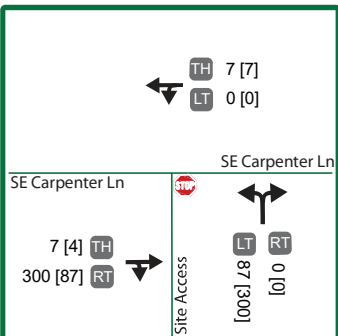 TH 7 [7]
LT 0 [0]
SE Carpenter Ln
SE Carpenter Ln
STOP
7 [4] TH
300 [87] RT
Site Access
LT RT
87 [300] 0 [0]